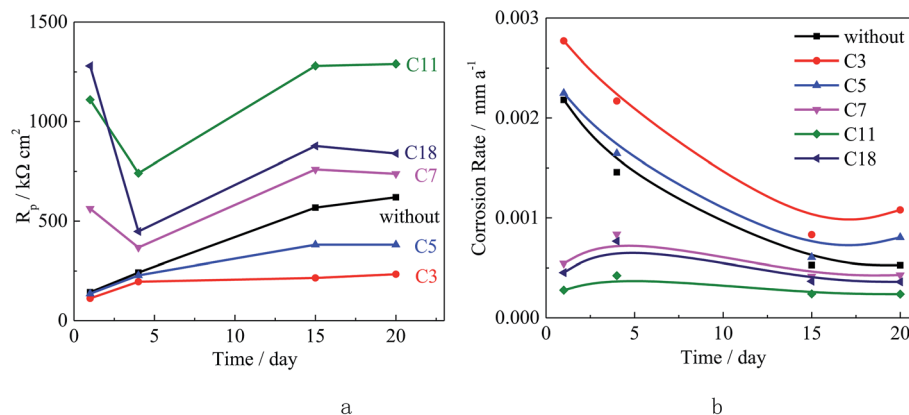 1500
1000
500
0
0 5 10 15 20
R_p / kΩ cm²
Time / day
C11
C18
C7
without
C5
C3
a
0.003
0.002
0.001
0.000
0 5 10 15 20
Corrosion Rate / mm a⁻¹
Time / day
without
C3
C5
C7
C11
C18
b